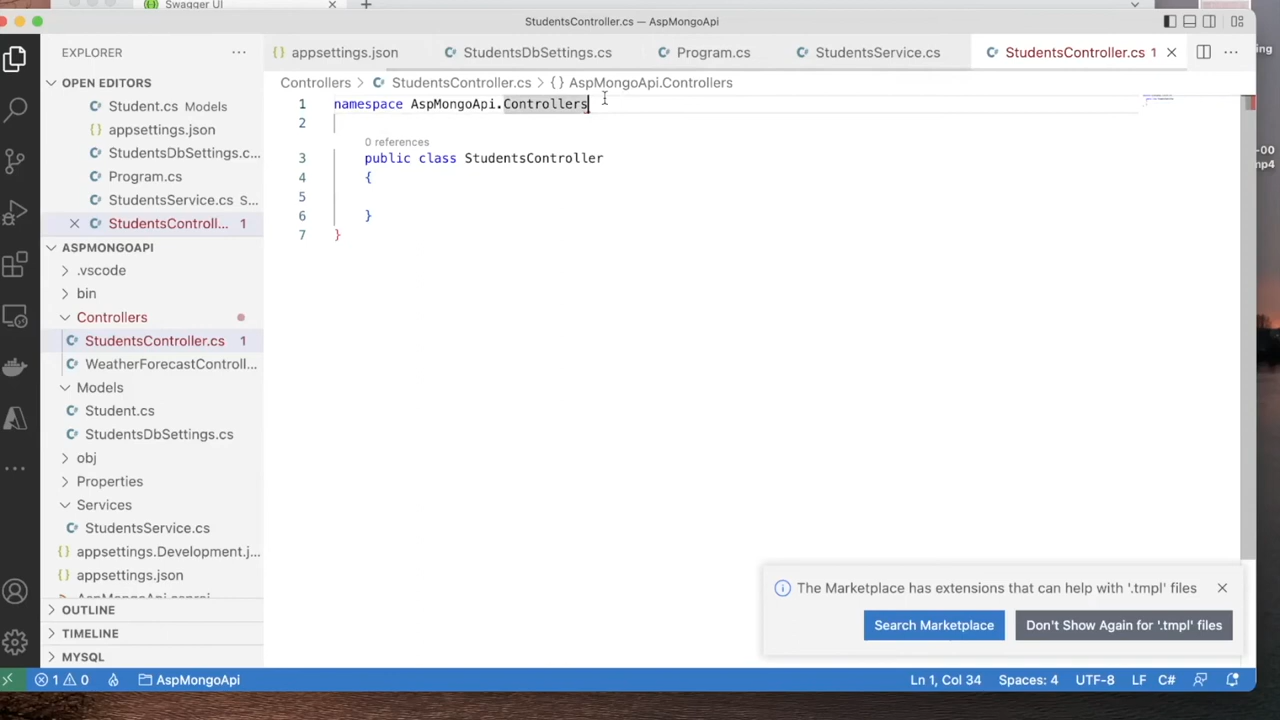 Swagger UI
StudentsController.cs — AspMongoApi
EXPLORER
appsettings.json
StudentsDbSettings.cs
Program.cs
StudentsService.cs
StudentsController.cs 1
OPEN EDITORS
Controllers
StudentsController.cs
{} AspMongoApi.Controllers
Student.cs Models
{} appsettings.json
StudentsDbSettings.c...
Program.cs
StudentsService.cs S...
StudentsControll... 1
ASPMONGOAPI
.vscode
bin
Controllers
StudentsController.cs 1
WeatherForecastControll...
Models
Student.cs
StudentsDbSettings.cs
obj
Properties
Services
StudentsService.cs
{} appsettings.Development.j...
{} appsettings.json
OUTLINE
TIMELINE
MYSQL
1 namespace AspMongoApi.Controllers
2
0 references
3 public class StudentsController
4 {
5
6 }
7 }
The Marketplace has extensions that can help with '.tmpl' files
Search Marketplace
Don't Show Again for '.tmpl' files
1 0
AspMongoApi
Ln 1, Col 34
Spaces: 4
UTF-8
LF
C#
-00
mp4